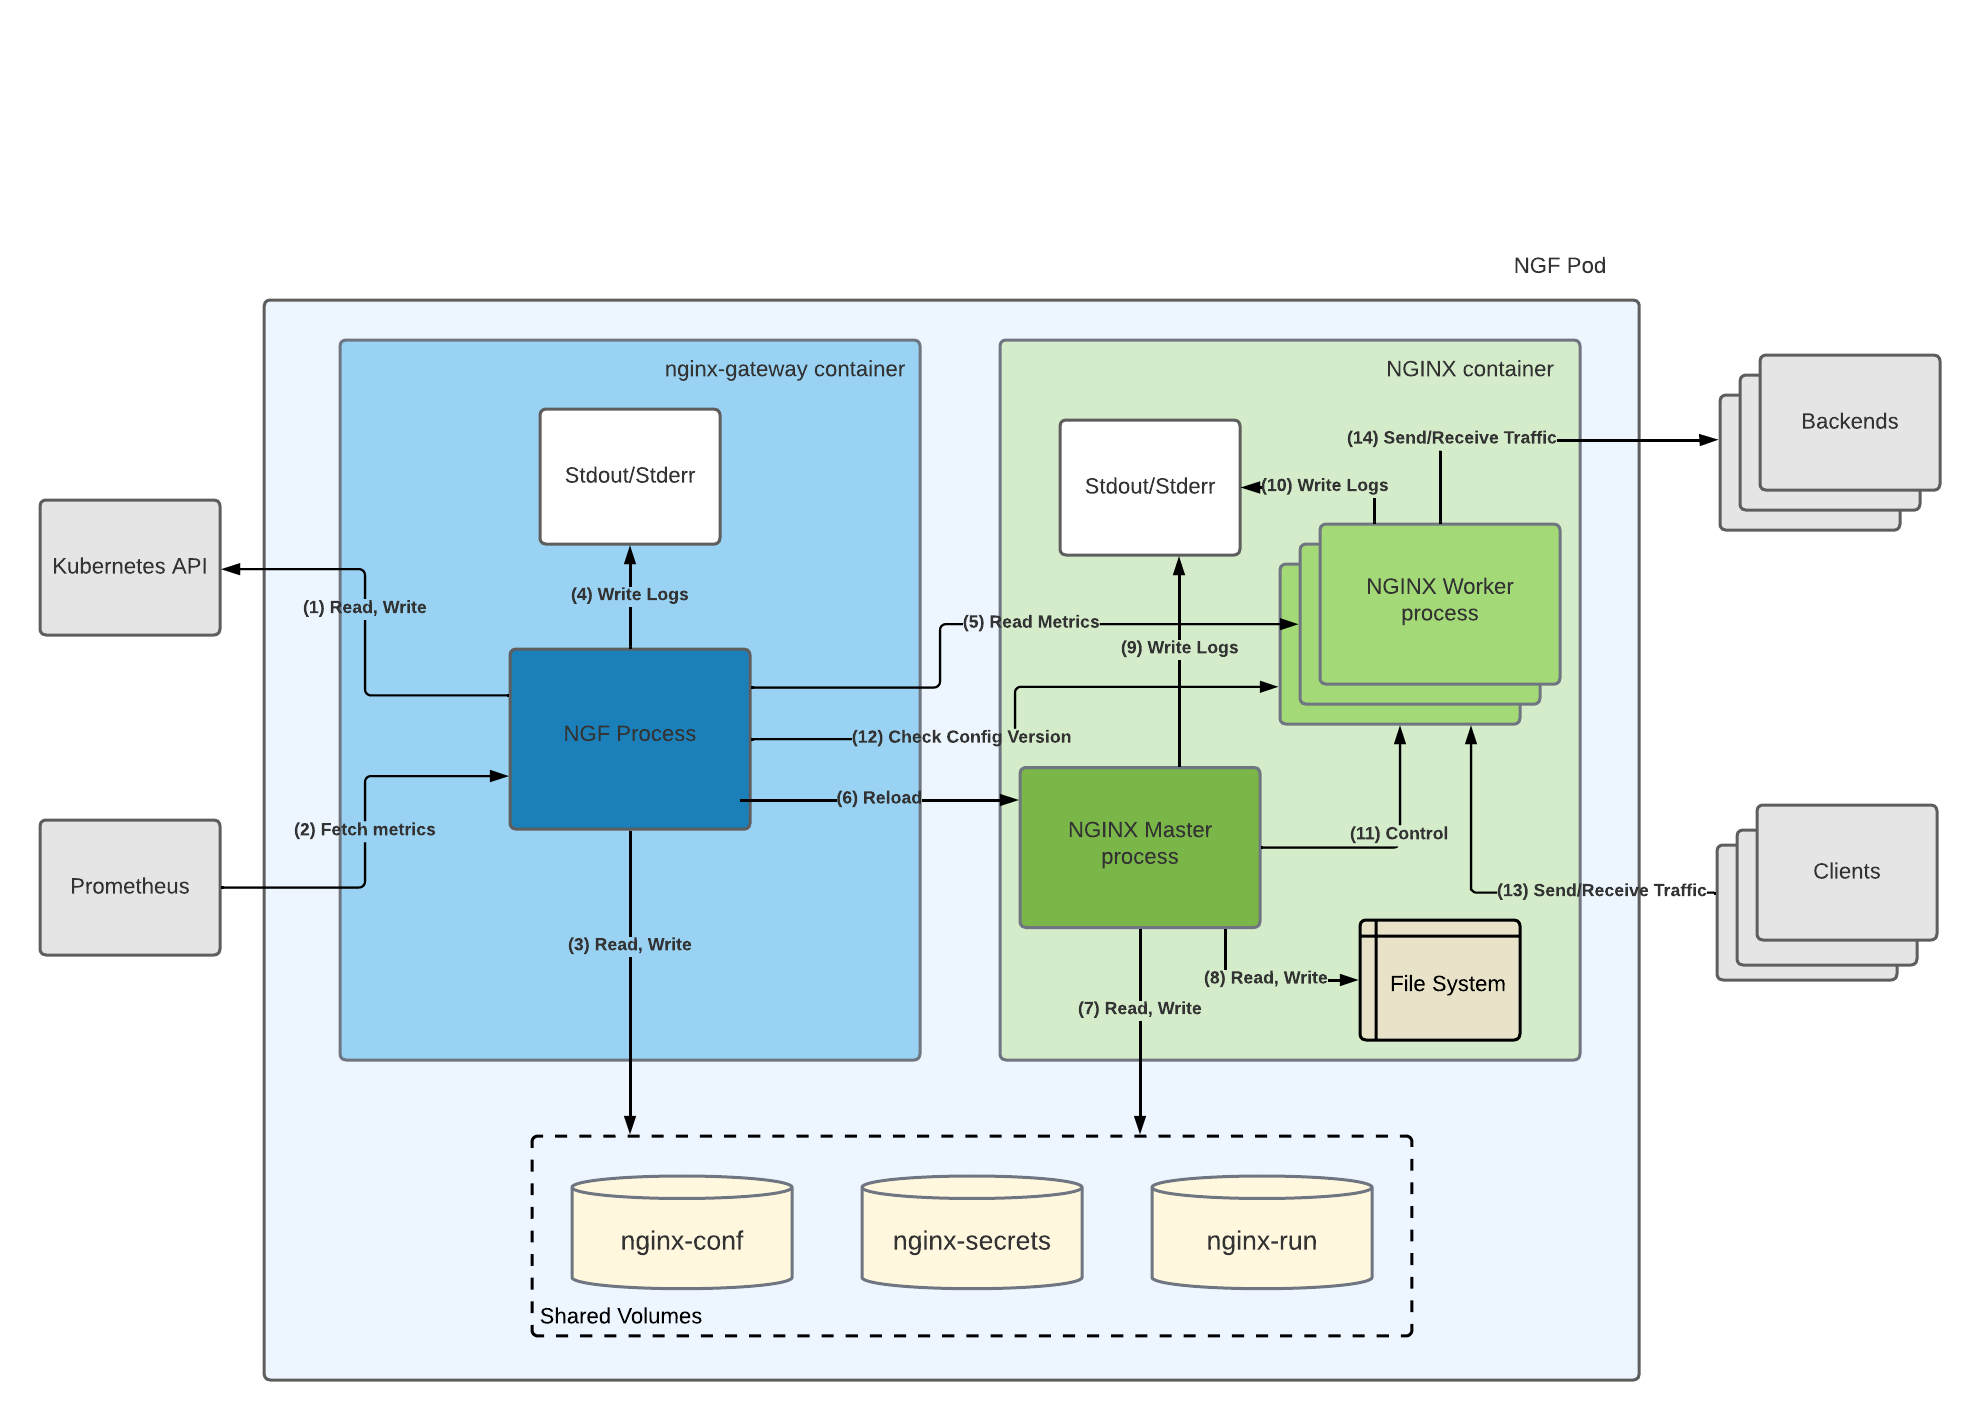 NGF Pod
nginx-gateway container
NGINX container
Backends
Stdout/Stderr
Stdout/Stderr
(14) Send/Receive Traffic
(10) Write Logs
Kubernetes API
(1) Read, Write
(4) Write Logs
NGINX Worker
process
(5) Read Metrics
(9) Write Logs
NGF Process
(12) Check Config Version
(6) Reload
(2) Fetch metrics
Prometheus
NGINX Master
process
(11) Control
Clients
(13) Send/Receive Traffic
(3) Read, Write
(8) Read, Write
File System
(7) Read, Write
nginx-conf
nginx-secrets
nginx-run
Shared Volumes